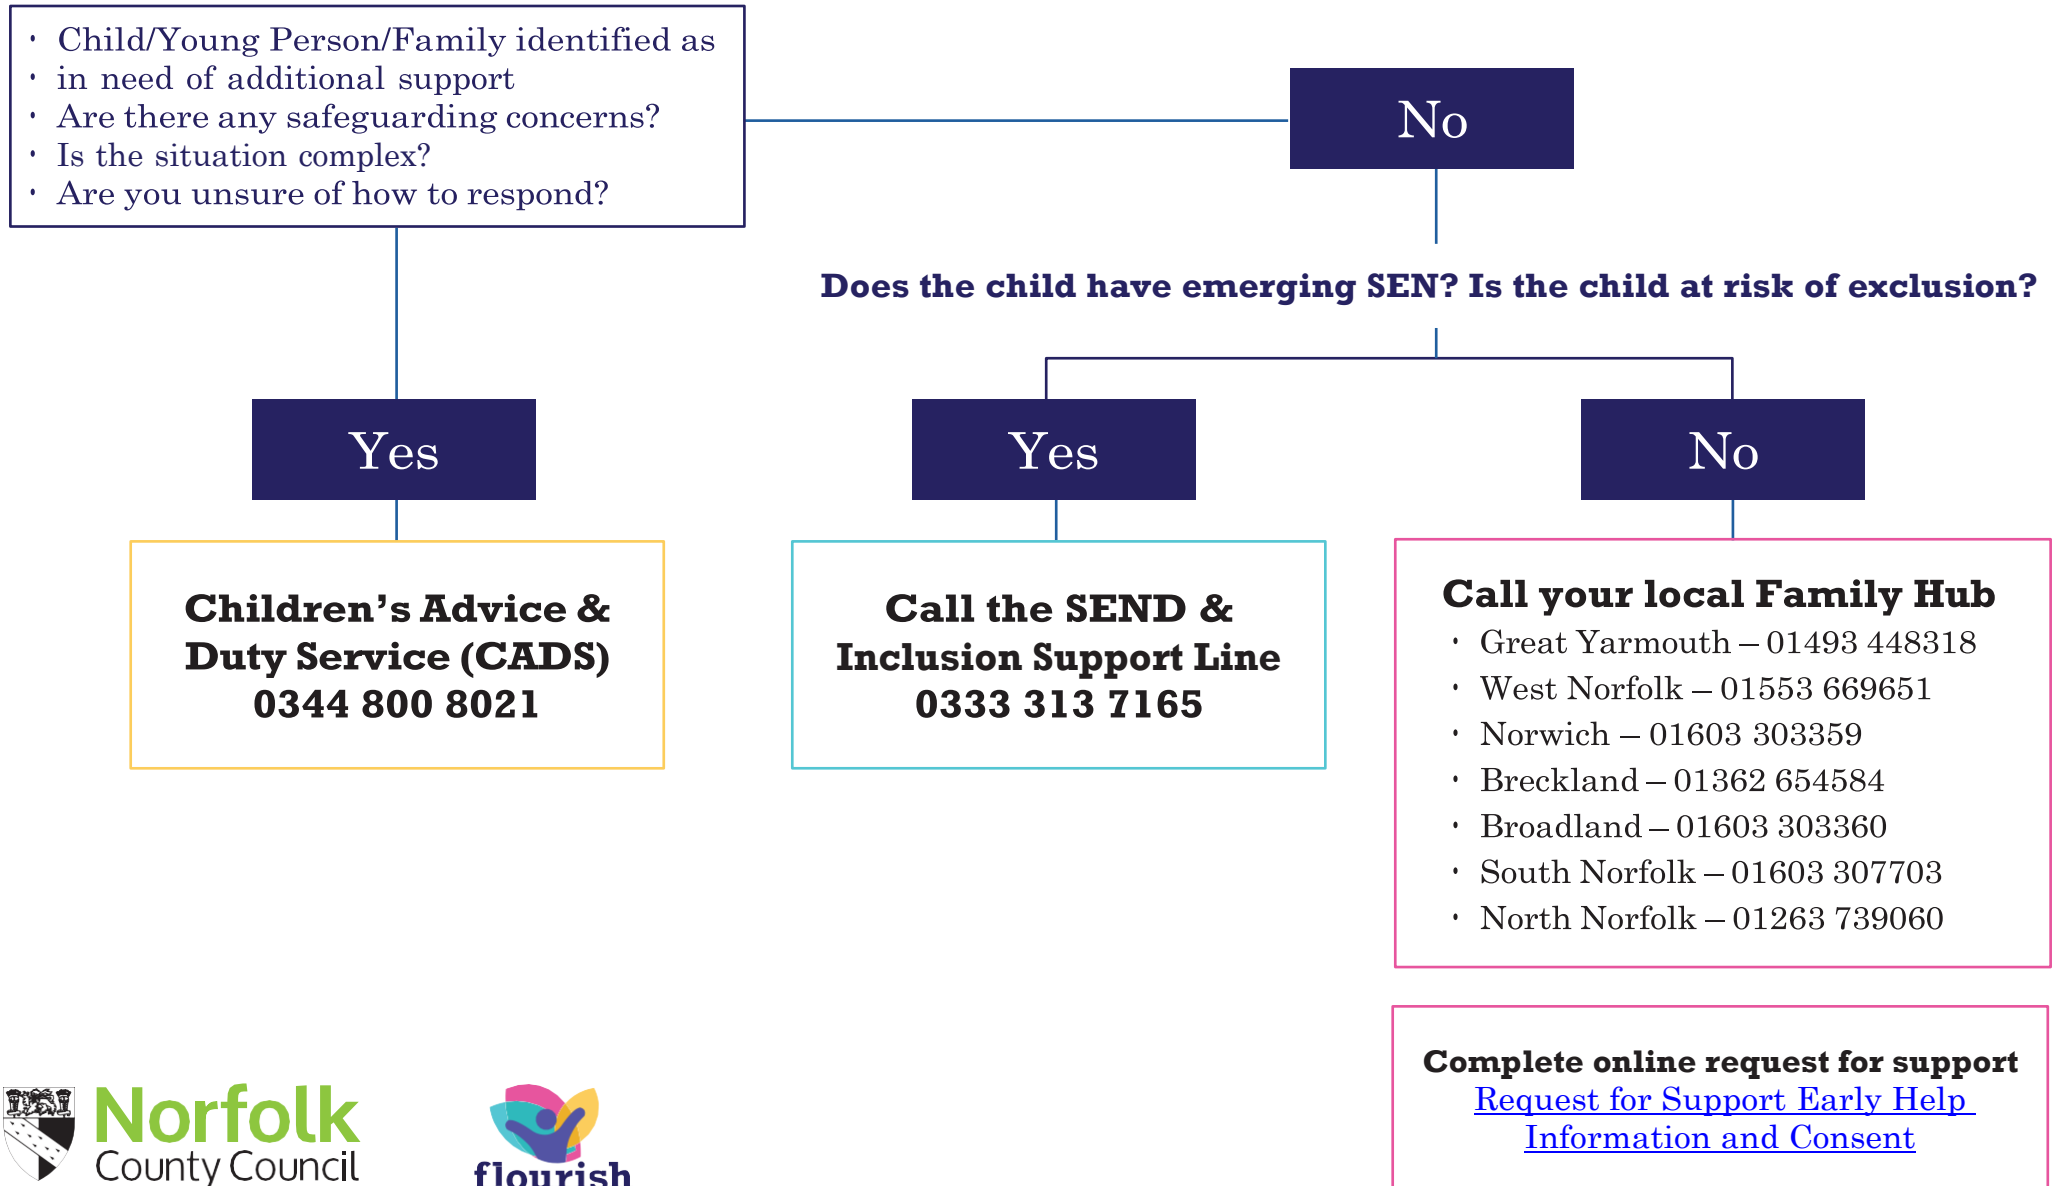 · Child/Young Person/Family identified as
· in need of additional support
· Are there any safeguarding concerns?
· Is the situation complex?
· Are you unsure of how to respond?
No
Does the child have emerging SEN? Is the child at risk of exclusion?
Yes
Yes
No
Children’s Advice &
Duty Service (CADS)
0344 800 8021
Call the SEND &
Inclusion Support Line
0333 313 7165
Call your local Family Hub
· Great Yarmouth – 01493 448318
· West Norfolk – 01553 669651
· Norwich – 01603 303359
· Breckland – 01362 654584
· Broadland – 01603 303360
· South Norfolk – 01603 307703
· North Norfolk – 01263 739060
Complete online request for support
Request for Support Early Help
Information and Consent
Norfolk
County Council
flourish